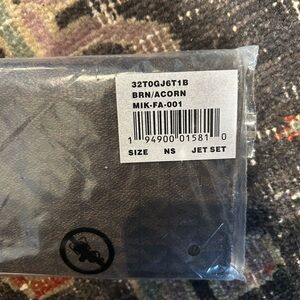 32T0GJ6T1B
BRN/ACORN
MIK-FA-001
1 94900 01581 0
SIZE NS JET SET